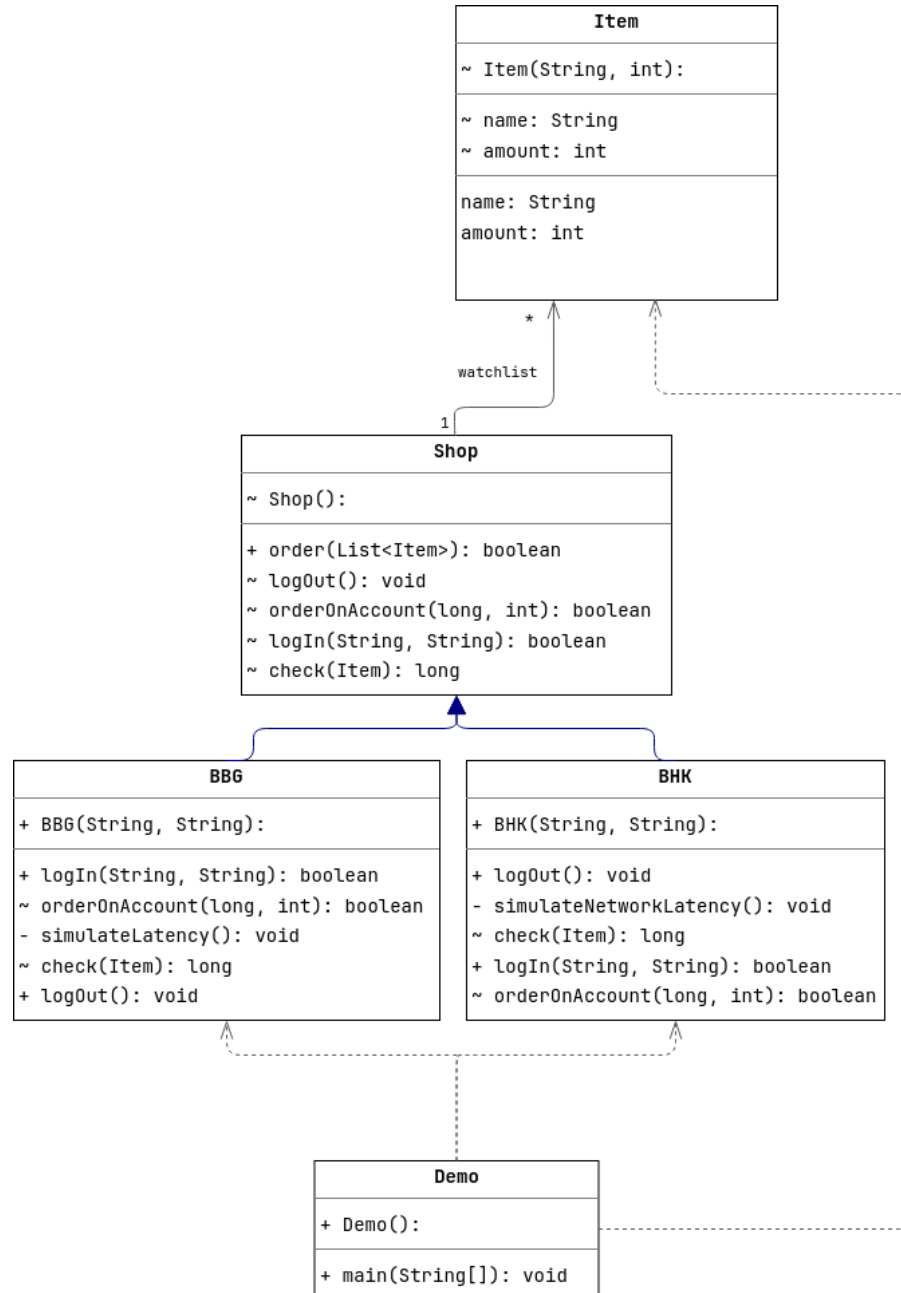 Item
~ Item(String, int):
~ name: String
~ amount: int
name: String
amount: int
*
watchlist
1
Shop
~ Shop():
+ order(List<Item>): boolean
~ logOut(): void
~ orderOnAccount(long, int): boolean
~ logIn(String, String): boolean
~ check(Item): long
BBG
+ BBG(String, String):
+ logIn(String, String): boolean
~ orderOnAccount(long, int): boolean
- simulateLatency(): void
~ check(Item): long
+ logOut(): void
BHK
+ BHK(String, String):
+ logOut(): void
- simulateNetworkLatency(): void
~ check(Item): long
+ logIn(String, String): boolean
~ orderOnAccount(long, int): boolean
Demo
+ Demo():
+ main(String[]): void